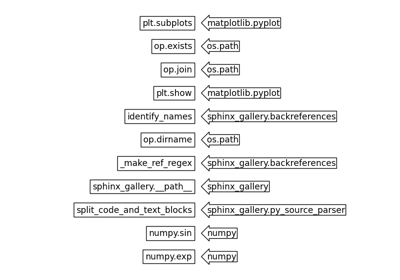 plt.subplots matplotlib.pyplot
op.exists os.path
op.join os.path
plt.show matplotlib.pyplot
identify_names sphinx_gallery.backreferences
op.dirname os.path
_make_ref_regex sphinx_gallery.backreferences
sphinx_gallery.__path__ sphinx_gallery
split_code_and_text_blocks sphinx_gallery.py_source_parser
numpy.sin numpy
numpy.exp numpy